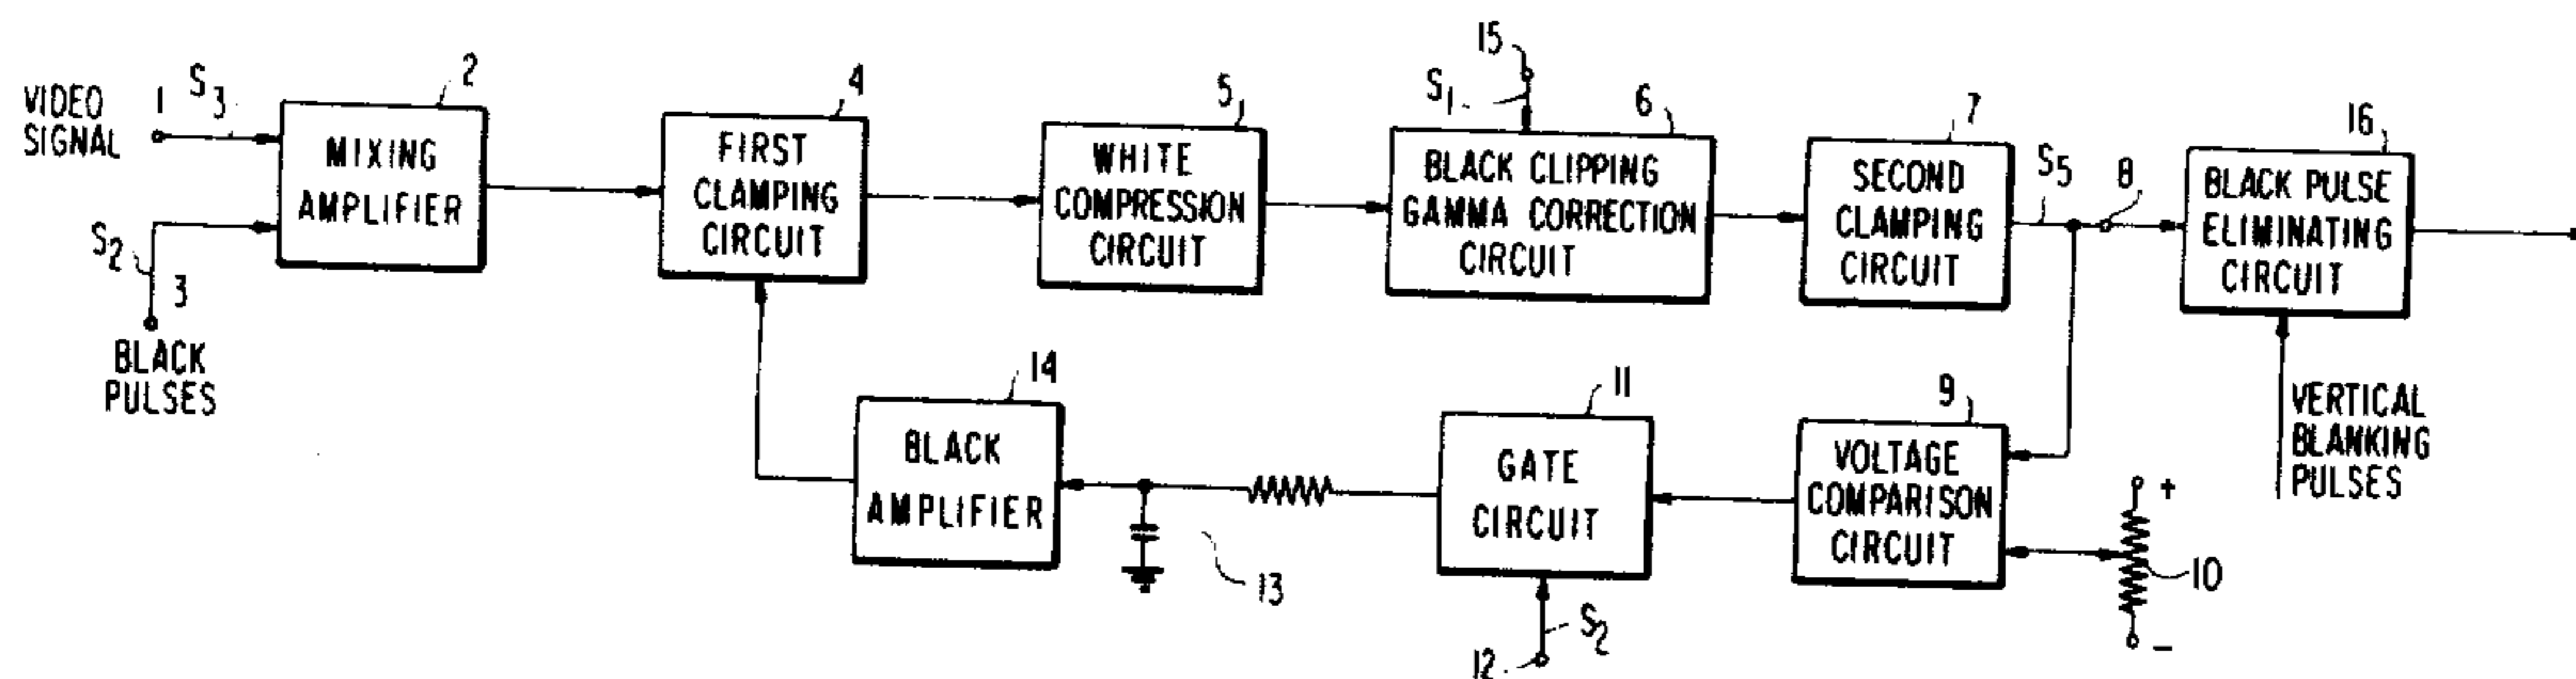 VIDEO
SIGNAL
1
S3
2
MIXING
AMPLIFIER
S2
3
BLACK
PULSES
4
FIRST
CLAMPING
CIRCUIT
5
WHITE
COMPRESSION
CIRCUIT
15
S1
6
BLACK CLIPPING
GAMMA CORRECTION
CIRCUIT
7
SECOND
CLAMPING
CIRCUIT
S5
8
16
BLACK PULSE
ELIMINATING
CIRCUIT
VERTICAL
BLANKING
PULSES
14
BLACK
AMPLIFIER
13
11
GATE
CIRCUIT
12
S2
9
VOLTAGE
COMPARISON
CIRCUIT
+
10
-